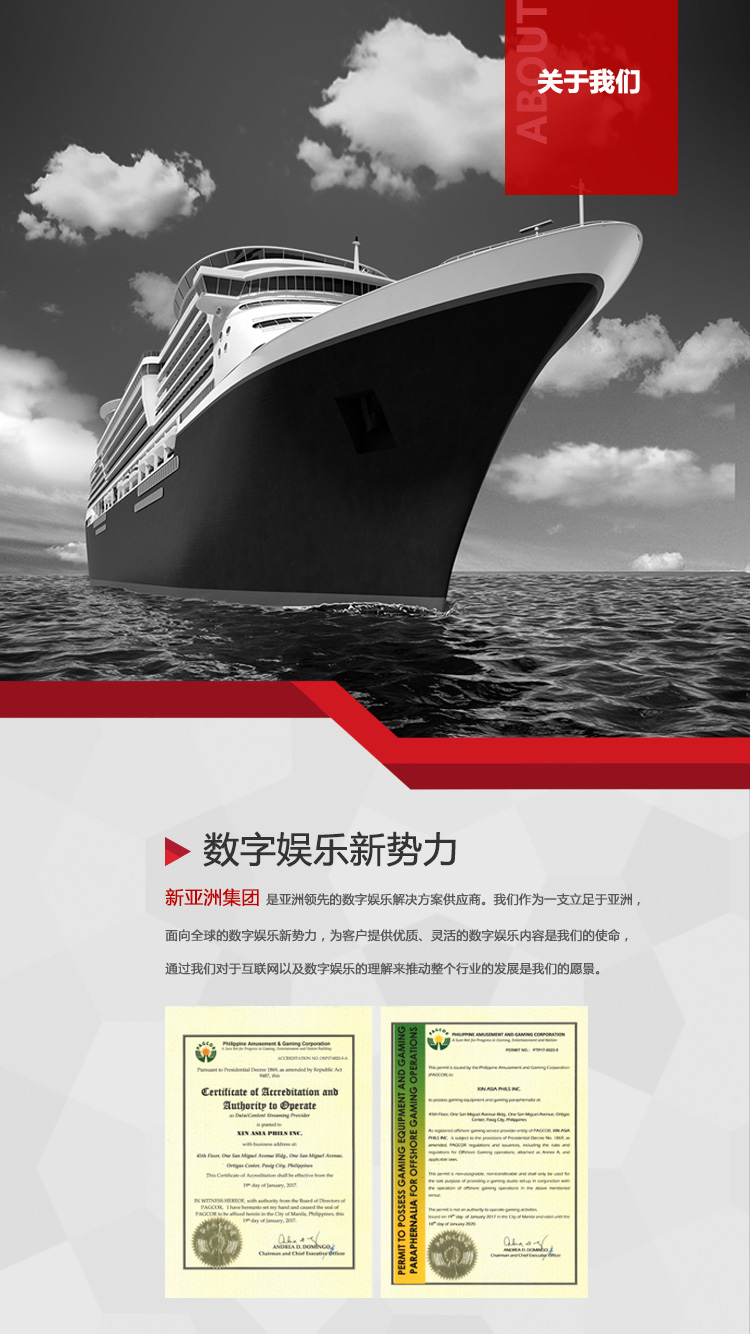 ABOUT
关于我们
数字娱乐新势力
新亚洲集团 是亚洲领先的数字娱乐解决方案供应商。我们作为一支立足于亚洲，
面向全球的数字娱乐新势力，为客户提供优质、灵活的数字娱乐内容是我们的使命，
通过我们对于互联网以及数字娱乐的理解来推动整个行业的发展是我们的愿景。
PAGCOR
Philippine Amusement & Gaming Corporation
A Sure Bet for Progress in Gaming, Entertainment and Nation Building
Pursuant to Presidential Decree 1869, as amended by Republic Act
9487, this
Certificate of Accreditation and
Authority to Operate
as Data/Content Streaming Provider
is granted to
XIN ASIA PHILS INC.
with business address at:
45th Floor, One San Miguel Avenue Bldg., One San Miguel Avenue,
Ortigas Center, Pasig City, Philippines
This Certificate of Accreditation shall be effective from the
19th day of January, 2017.
IN WITNESS HEREOF, with authority from the Board of Directors of
PAGCOR, I have hereunto set my hand and caused the seal of
PAGCOR to be affixed herein in the City of Manila, Philippines, this
19th day of January, 2017.
ANDREA D. DOMINGO
Chairman and Chief Executive Officer
PERMIT TO POSSESS GAMING EQUIPMENT AND GAMING
PARAPHERNALIA FOR OFFSHORE GAMING OPERATIONS
PAGCOR
PHILIPPINE AMUSEMENT AND GAMING CORPORATION
A Sure Bet for Progress in Gaming, Entertainment and Nation
This permit is issued by the Philippine Amusement and Gaming Corporation
(PAGCOR) to:
XIN ASIA PHILS INC.
to possess gaming equipment and gaming paraphernalia at:
45th Floor, One San Miguel Avenue Bldg., One San Miguel Avenue, Ortigas
Center, Pasig City, Philippines
As registered offshore gaming service provider entity of PAGCOR, XIN ASIA
PHILS INC. is subject to the provisions of Presidential Decree No. 1869, as
amended, PAGCOR regulations and issuances, including the rules and
regulations for Offshore Gaming Operations, attached as Annex A, and
applicable laws.
This permit is non-assignable, non-transferable and shall only be used for
the sole purpose of providing a gaming studio set-up in conjunction with
the operation of offshore gaming operations in the above mentioned
venue.
The permit is not an authority to operate gaming activities.
Issued on 19th day of January 2017 in the City of Manila and valid until the
18th day of January 2020.
ANDREA D. DOMINGO
Chairman and Chief Executive Officer